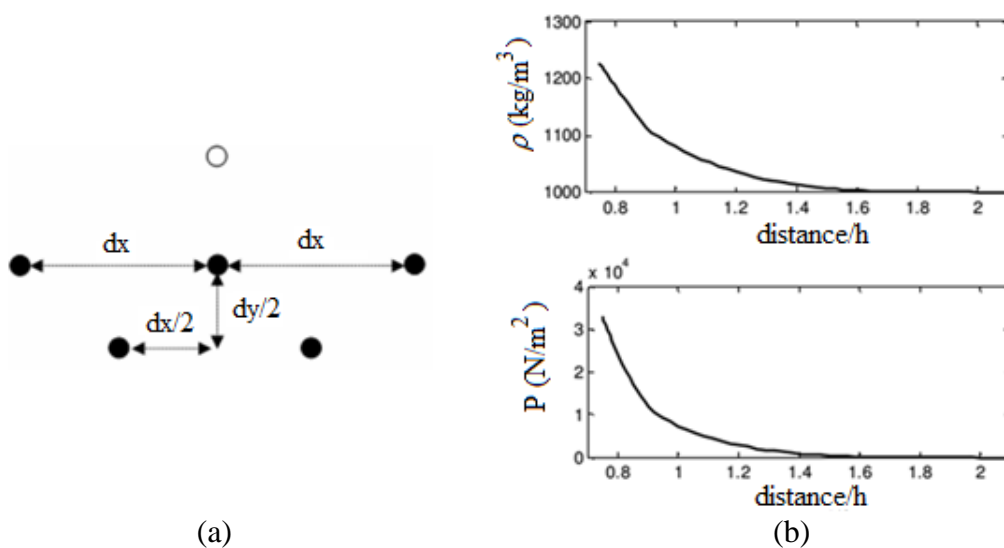 dx
dx
dx/2
dy/2
(a)
1300
1200
1100
1000
ρ (kg/m³)
0.8 1 1.2 1.4 1.6 1.8 2
distance/h
x 10⁴
4
3
2
1
0
P (N/m²)
0.8 1 1.2 1.4 1.6 1.8 2
distance/h
(b)